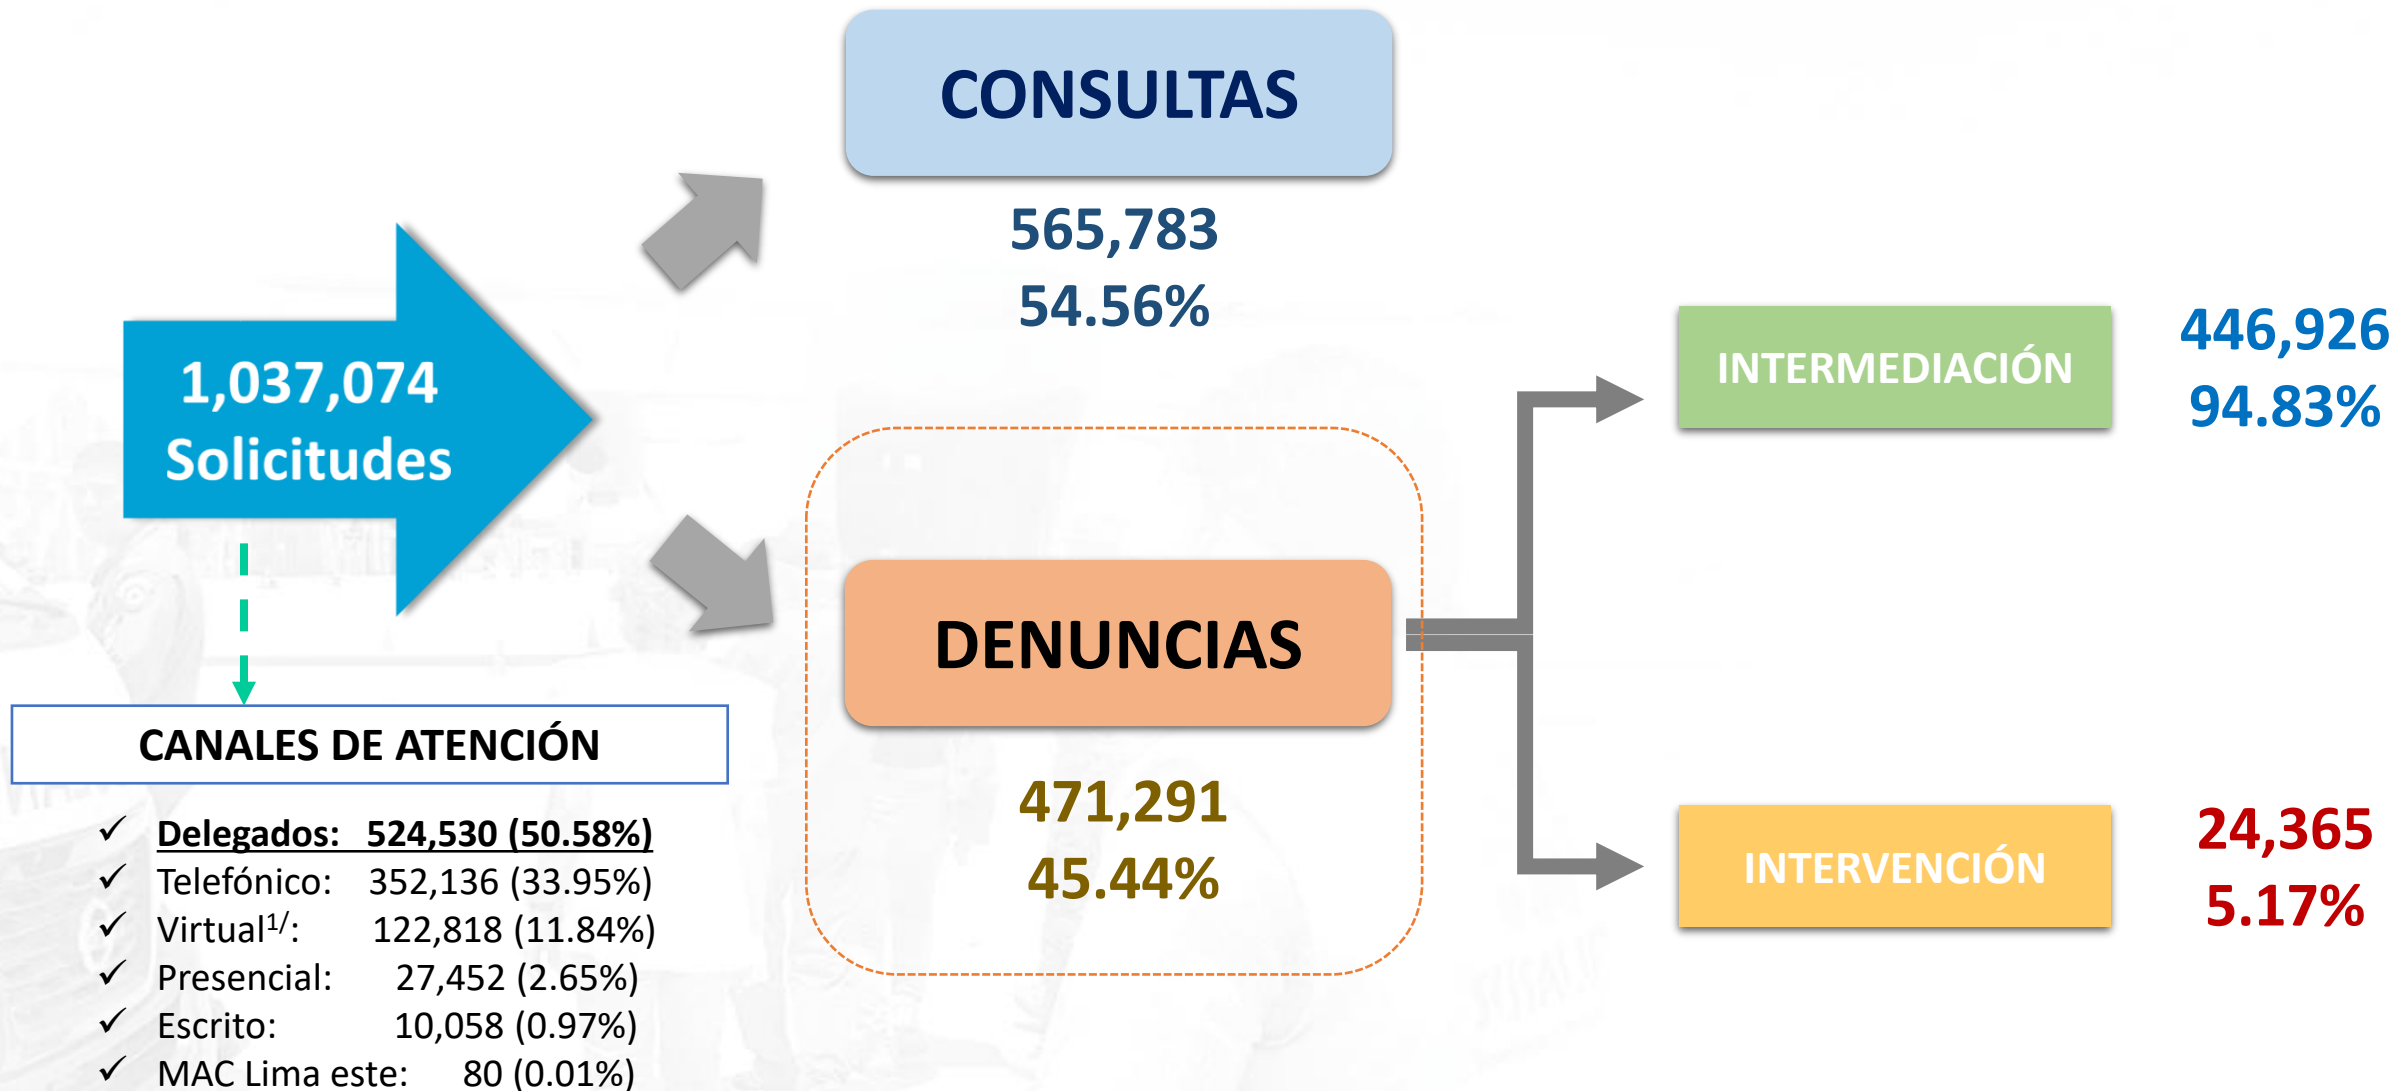 CONSULTAS
565,783
54.56%
1,037,074
Solicitudes
INTERMEDIACIÓN
446,926
94.83%
DENUNCIAS
471,291
45.44%
INTERVENCIÓN
24,365
5.17%
CANALES DE ATENCIÓN
✓ Delegados: 524,530 (50.58%)
✓ Telefónico: 352,136 (33.95%)
✓ Virtual1/: 122,818 (11.84%)
✓ Presencial: 27,452 (2.65%)
✓ Escrito: 10,058 (0.97%)
✓ MAC Lima este: 80 (0.01%)